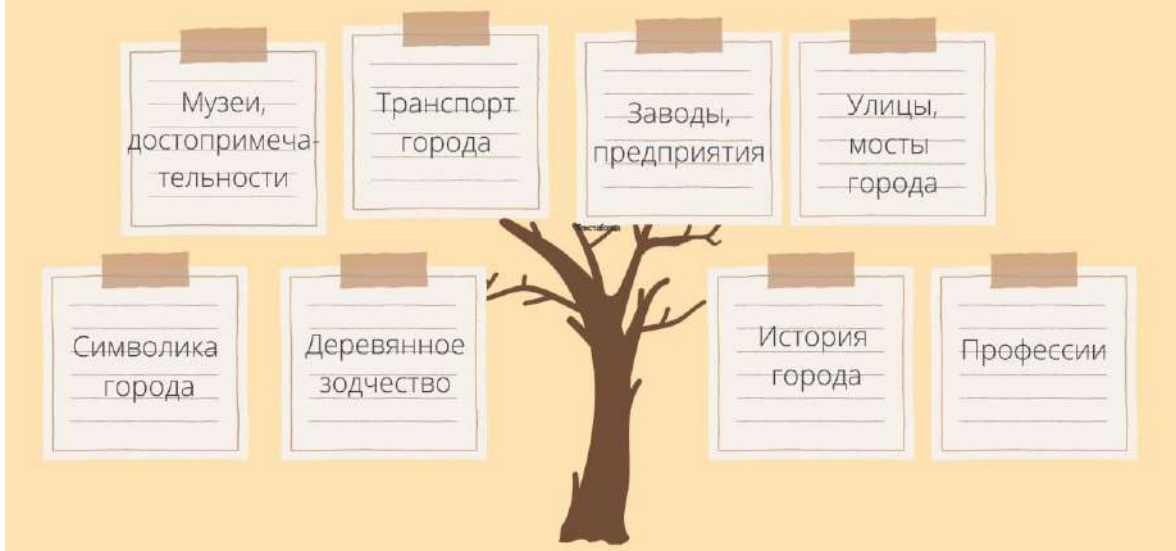 Музеи,
достопримеча-
тельности
Транспорт
города
Заводы,
предприятия
Улицы,
мосты
города
Символика
города
Деревянное
зодчество
История
города
Профессии